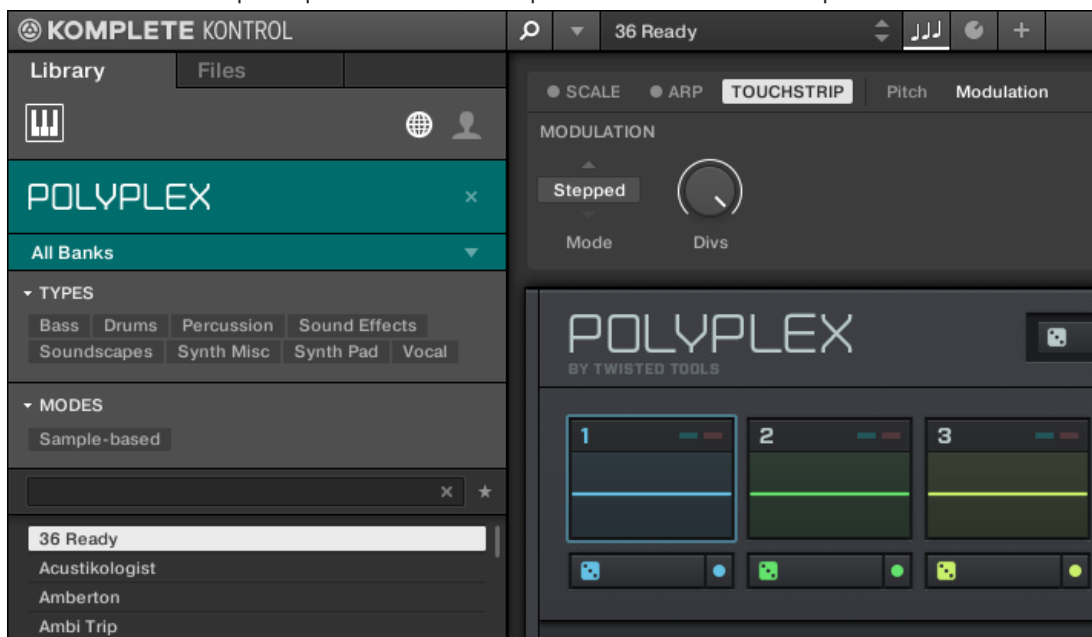 KOMPLETE KONTROL
36 Ready
Library
Files
SCALE
ARP
TOUCHSTRIP
Pitch
Modulation
MODULATION
Stepped
Mode
Divs
POLYPLEX
All Banks
TYPES
Bass
Drums
Percussion
Sound Effects
Soundscapes
Synth Misc
Synth Pad
Vocal
MODES
Sample-based
36 Ready
Acustikologist
Amberton
Ambi Trip
POLYPLEX
BY TWISTED TOOLS
1
2
3